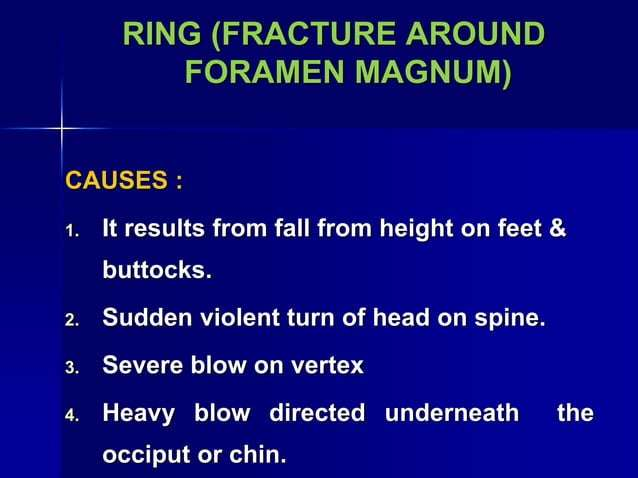 RING (FRACTURE AROUND
FORAMEN MAGNUM)
CAUSES :
1. It results from fall from height on feet &
buttocks.
2. Sudden violent turn of head on spine.
3. Severe blow on vertex
4. Heavy blow directed underneath the
occiput or chin.